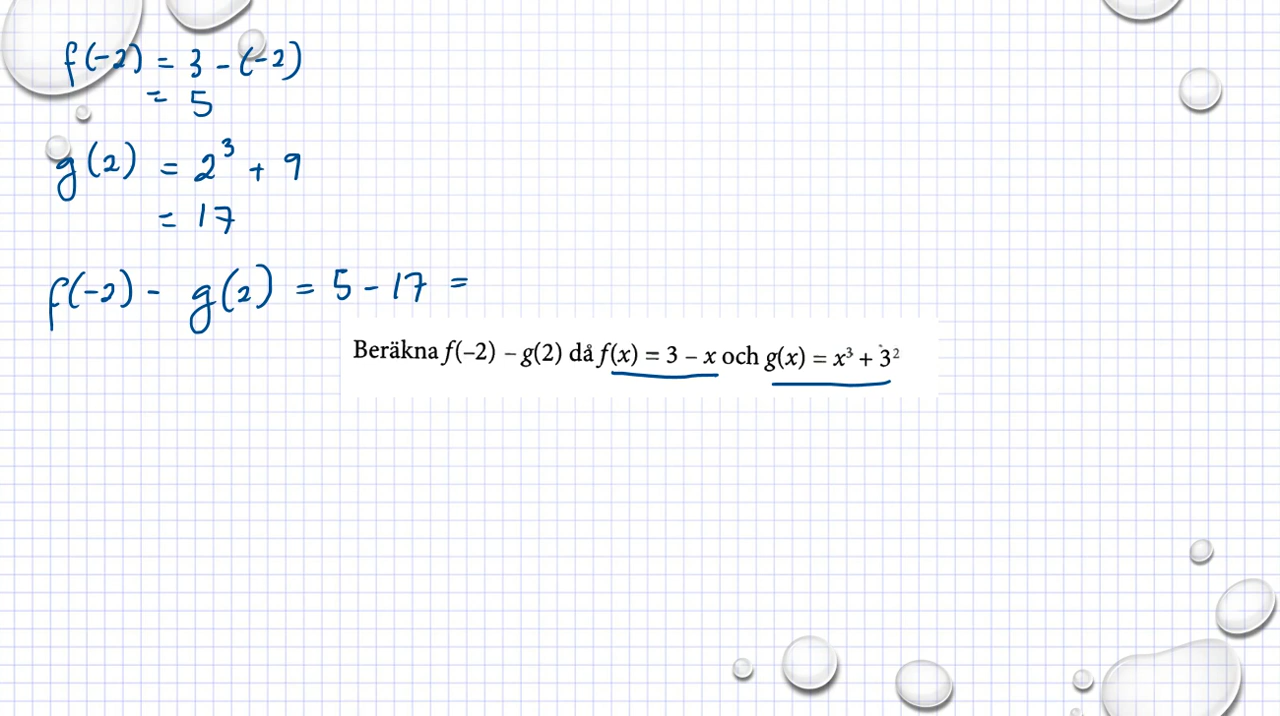 f(-2) = 3 - (-2)
= 5
g(2) = 2³ + 9
= 17
f(-2) - g(2) = 5 - 17 =
Beräkna f(–2) – g(2) då f(x) = 3 – x och g(x) = x³ + 3²